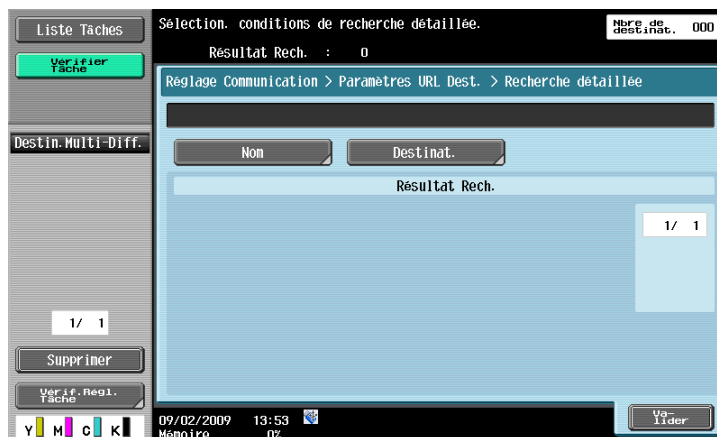 Liste Tâches
Vérifier
Tâche
Destin.Multi-Diff.
1/ 1
Supprimer
Vérif.Régl.
Tâche
Y M C K
Sélection. conditions de recherche détaillée.
Résultat Rech. : 0
Nbre de
destinat. 000
Réglage Communication > Paramètres URL Dest. > Recherche détaillée
Nom
Destinat.
Résultat Rech.
1/ 1
09/02/2009 13:53
Mémoire 0%
Va-
lider